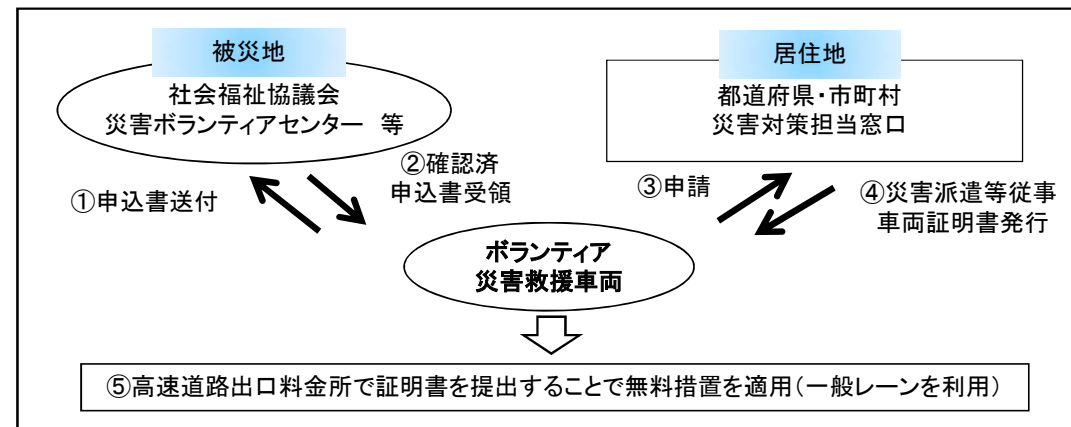 被災地
社会福祉協議会
災害ボランティアセンター 等
居住地
都道府県・市町村
災害対策担当窓口
①申込書送付
②確認済
申込書受領
③申請
④災害派遣等従事
車両証明書発行
ボランティア
災害救援車両
⑤高速道路出口料金所で証明書を提出することで無料措置を適用(一般レーンを利用)